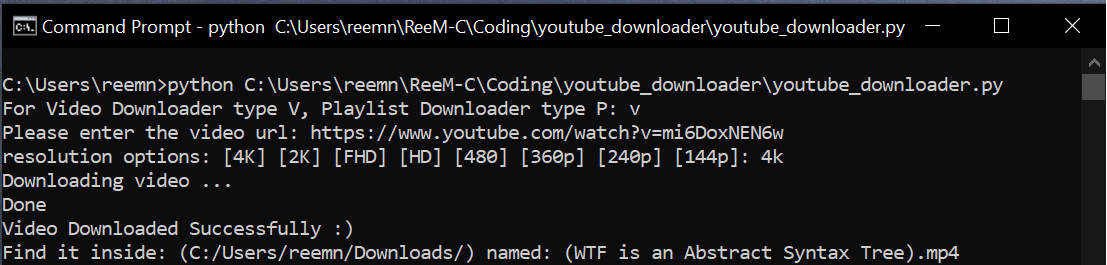 Command Prompt - python  C:\Users\reemn\ReeM-C\Coding\youtube_downloader\youtube_downloader.py
C:\Users\reemn>python C:\Users\reemn\ReeM-C\Coding\youtube_downloader\youtube_downloader.py
For Video Downloader type V, Playlist Downloader type P: v
Please enter the video url: https://www.youtube.com/watch?v=mi6DoxNEN6w
resolution options: [4K] [2K] [FHD] [HD] [480] [360p] [240p] [144p]: 4k
Downloading video ...
Done
Video Downloaded Successfully :)
Find it inside: (C:/Users/reemn/Downloads/) named: (WTF is an Abstract Syntax Tree).mp4